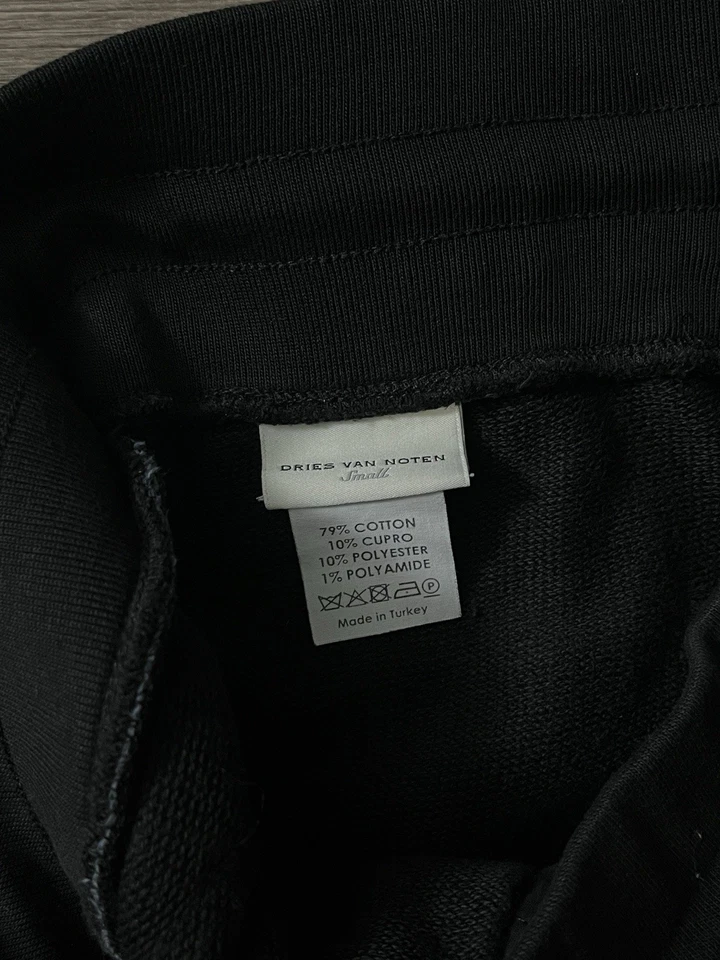 DRIES VAN NOTEN
Small
79% COTTON
10% CUPRO
10% POLYESTER
1% POLYAMIDE
P
Made in Turkey